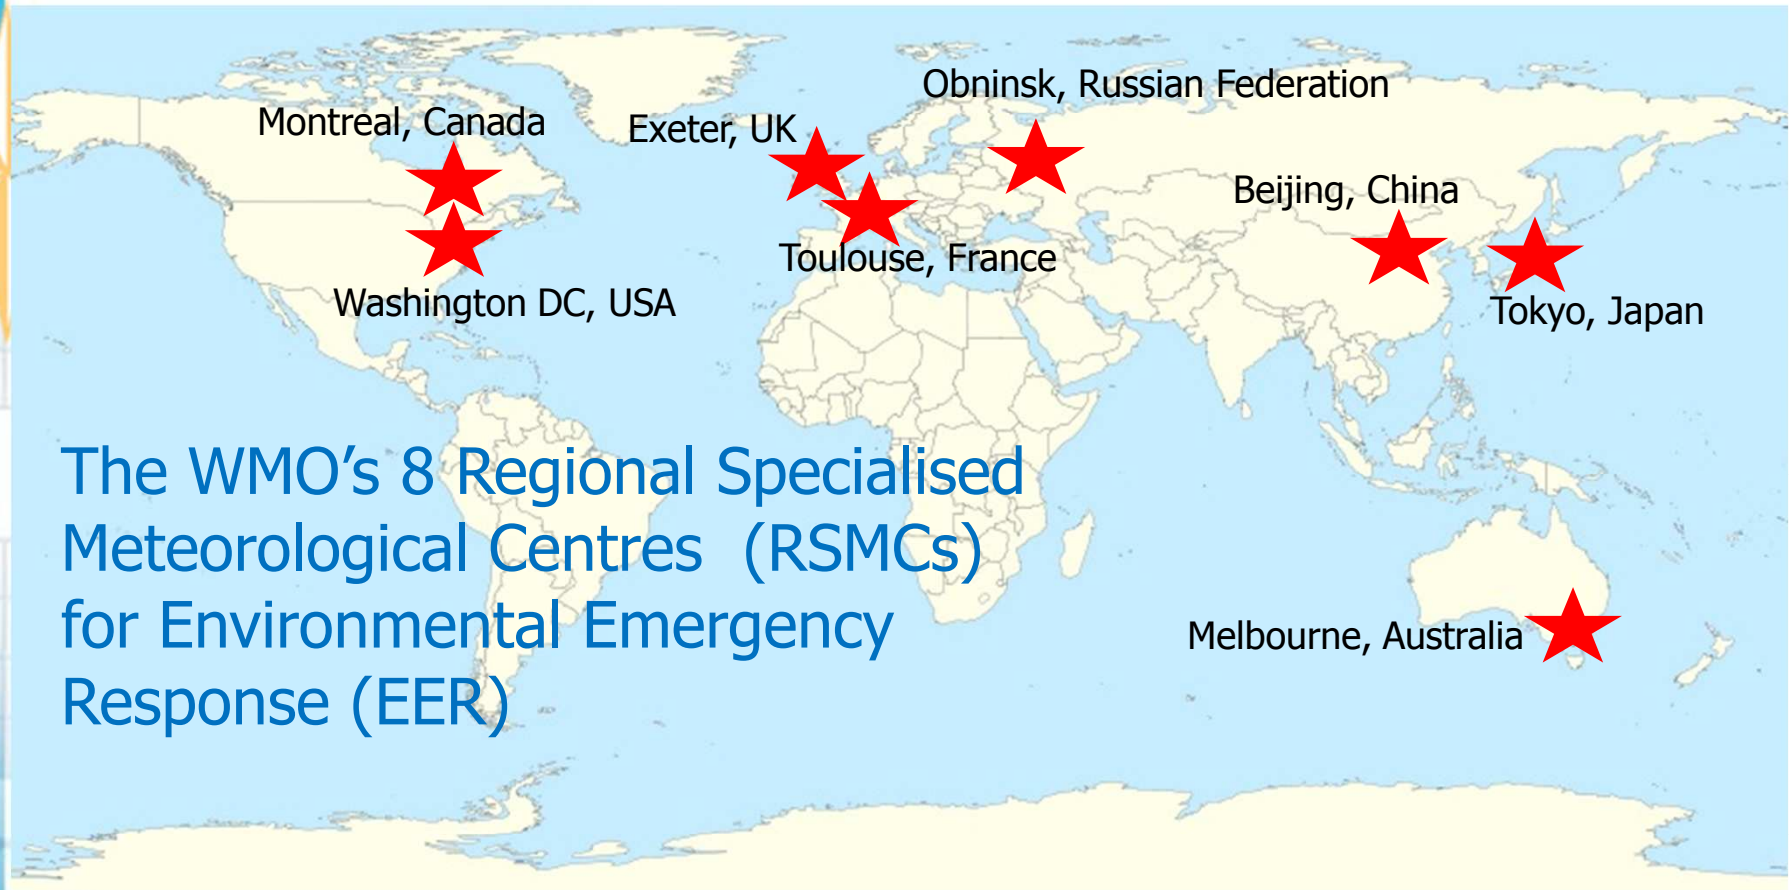 Obninsk, Russian Federation
Montreal, Canada
Exeter, UK
Beijing, China
Toulouse, France
Washington DC, USA
Tokyo, Japan
The WMO’s 8 Regional Specialised
Meteorological Centres (RSMCs)
for Environmental Emergency
Response (EER)
Melbourne, Australia